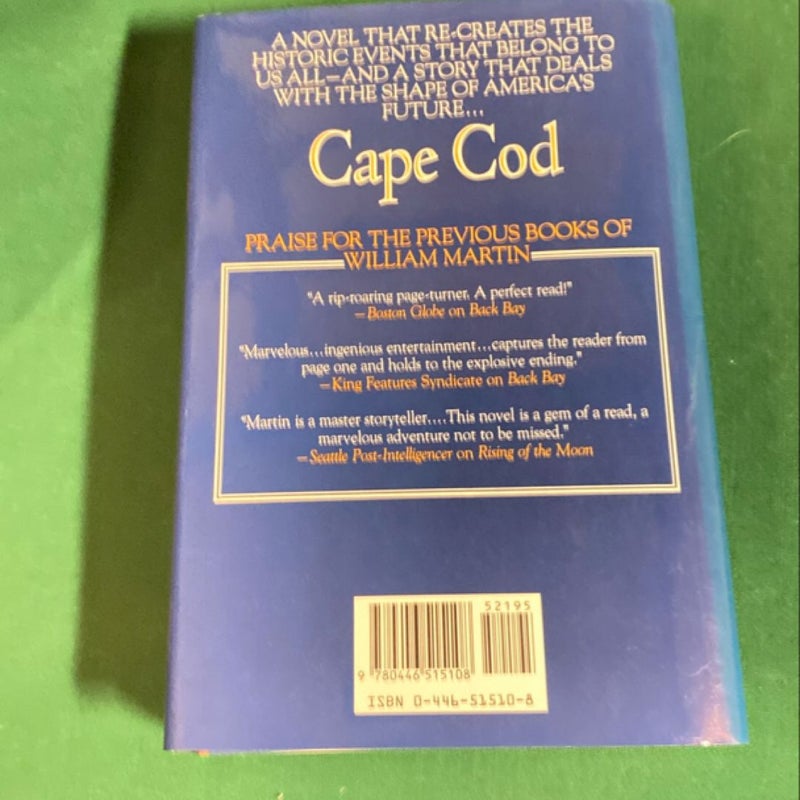 A NOVEL THAT RE-CREATES THE
HISTORIC EVENTS THAT BELONG TO
US ALL—AND A STORY THAT DEALS
WITH THE SHAPE OF AMERICA'S
FUTURE...
Cape Cod
PRAISE FOR THE PREVIOUS BOOKS OF
WILLIAM MARTIN
"A rip-roaring page-turner. A perfect read!"
—Boston Globe on Back Bay
"Marvelous...ingenious entertainment...captures the reader from
page one and holds to the explosive ending."
—King Features Syndicate on Back Bay
"Martin is a master storyteller....This novel is a gem of a read, a
marvelous adventure not to be missed."
—Seattle Post-Intelligencer on Rising of the Moon
52195
9 780446 515108
ISBN 0-446-51510-8